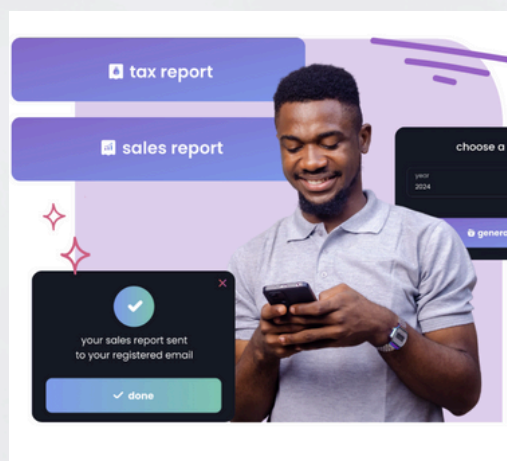 tax report
sales report
choose a
year
2024
genera
your sales report sent
to your registered email
done